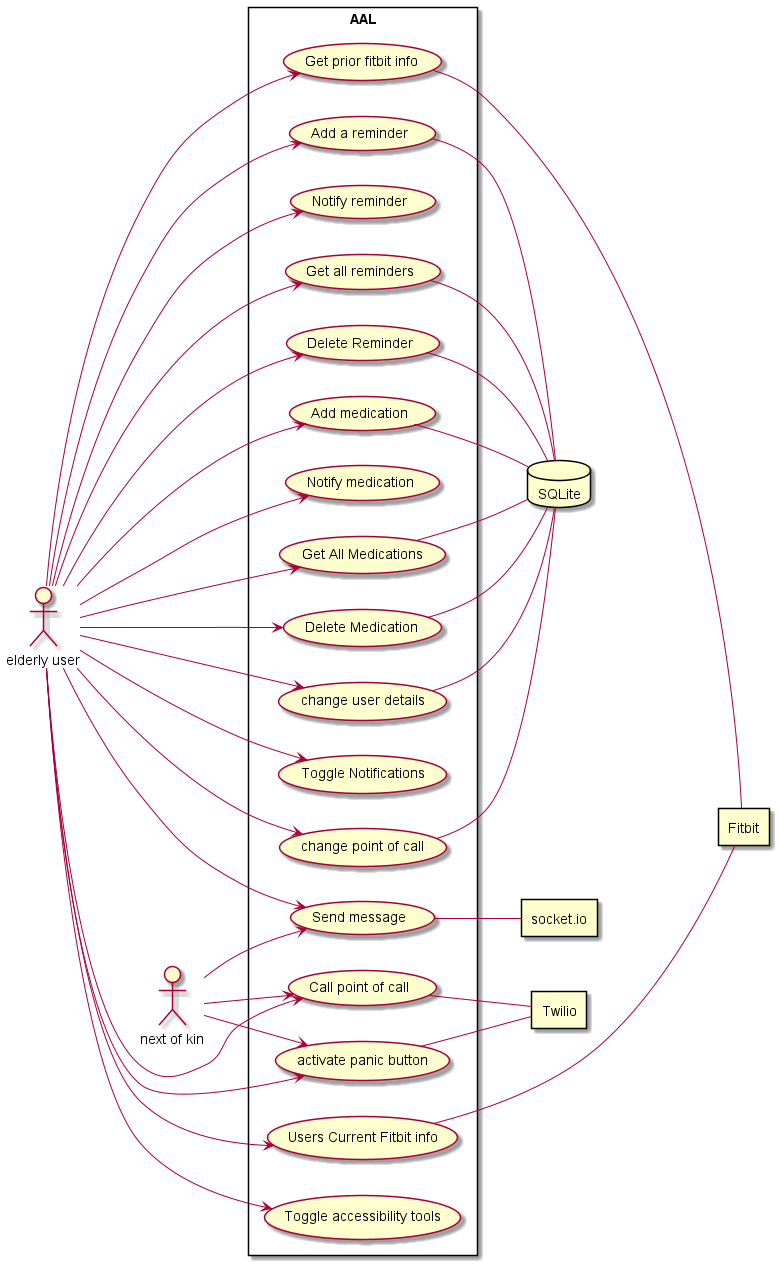 AAL
Get prior fitbit info
Add a reminder
Notify reminder
Get all reminders
Delete Reminder
Add medication
Notify medication
SQLite
Get All Medications
Delete Medication
elderly user
change user details
Toggle Notifications
Fitbit
change point of call
Send message
socket.io
Call point of call
Twilio
next of kin
activate panic button
Users Current Fitbit info
Toggle accessibility tools